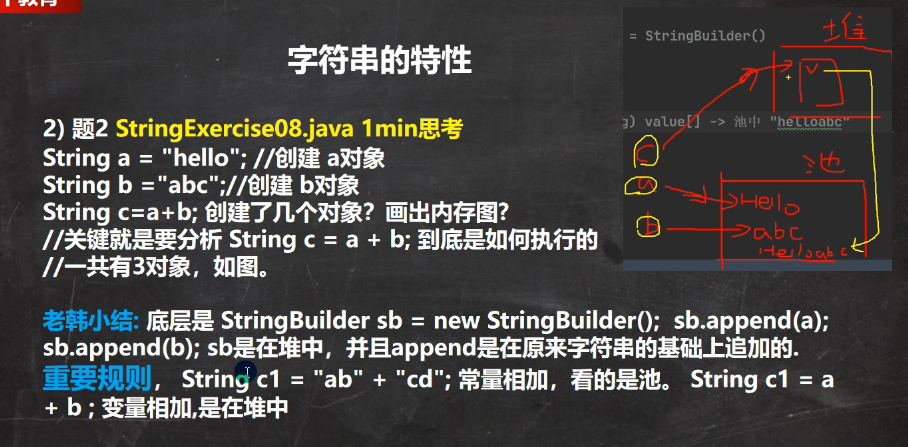 字符串的特性
2) 题2 StringExercise08.java 1min思考
String a = "hello"; //创建 a对象
String b ="abc";//创建 b对象
String c=a+b; 创建了几个对象？画出内存图？
//关键就是要分析 String c = a + b; 到底是如何执行的
//一共有3对象，如图。
老韩小结: 底层是 StringBuilder sb = new StringBuilder(); sb.append(a);
sb.append(b); sb是在堆中，并且append是在原来字符串的基础上追加的.
重要规则， String c1 = "ab" + "cd"; 常量相加，看的是池。 String c1 = a
+ b ; 变量相加,是在堆中
= StringBuilder()
堆
V
g) value[] -> 池中 "helloabc"
池
c
a
b
Hello
abc
Helloabc